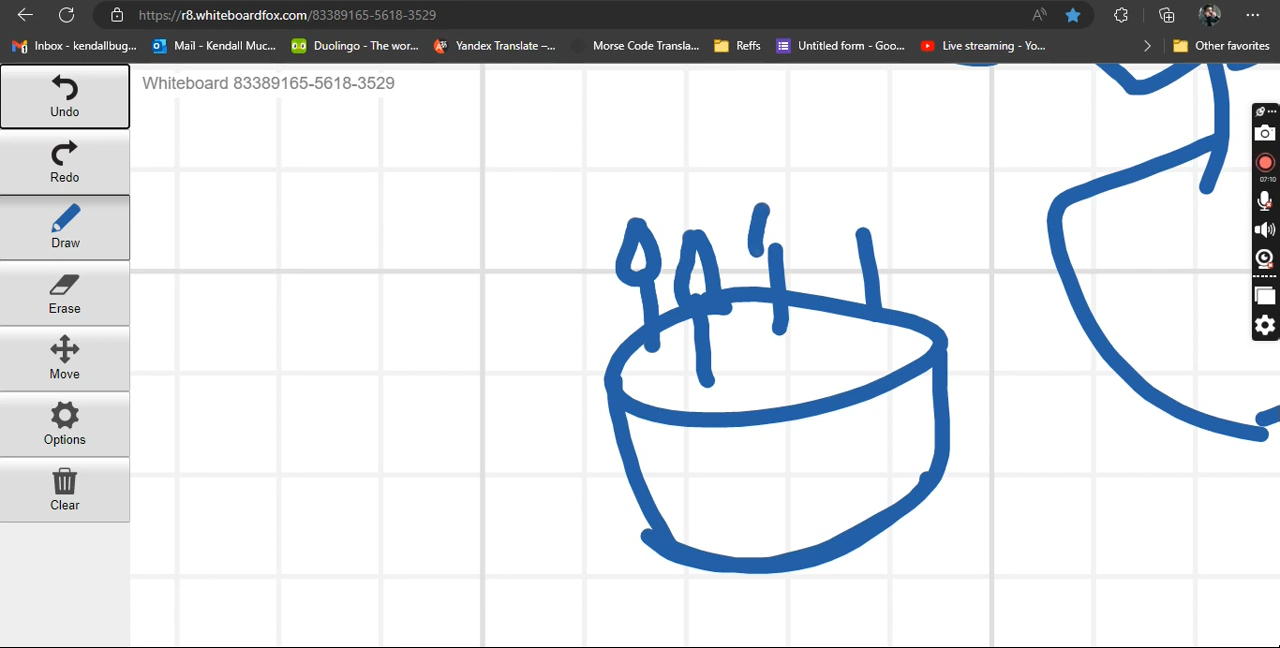 https://r8.whiteboardfox.com/83389165-5618-3529
Inbox - kendallbug... Mail - Kendall Muc... Duolingo - The wor... Yandex Translate –... Morse Code Transla... Reffs Untitled form - Goo... Live streaming - Yo... Other favorites
Whiteboard 83389165-5618-3529
Undo
Redo
Draw
Erase
Move
Options
Clear
07:10